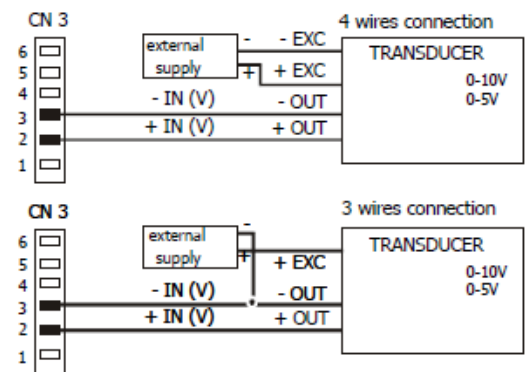 CN 3
4 wires connection
6
5
4
3
2
1
external
supply
-
+
- EXC
+ EXC
- IN (V)
- OUT
+ IN (V)
+ OUT
TRANSDUCER
0-10V
0-5V
CN 3
3 wires connection
6
5
4
3
2
1
external
supply
-
+
+ EXC
- IN (V)
- OUT
+ IN (V)
+ OUT
TRANSDUCER
0-10V
0-5V